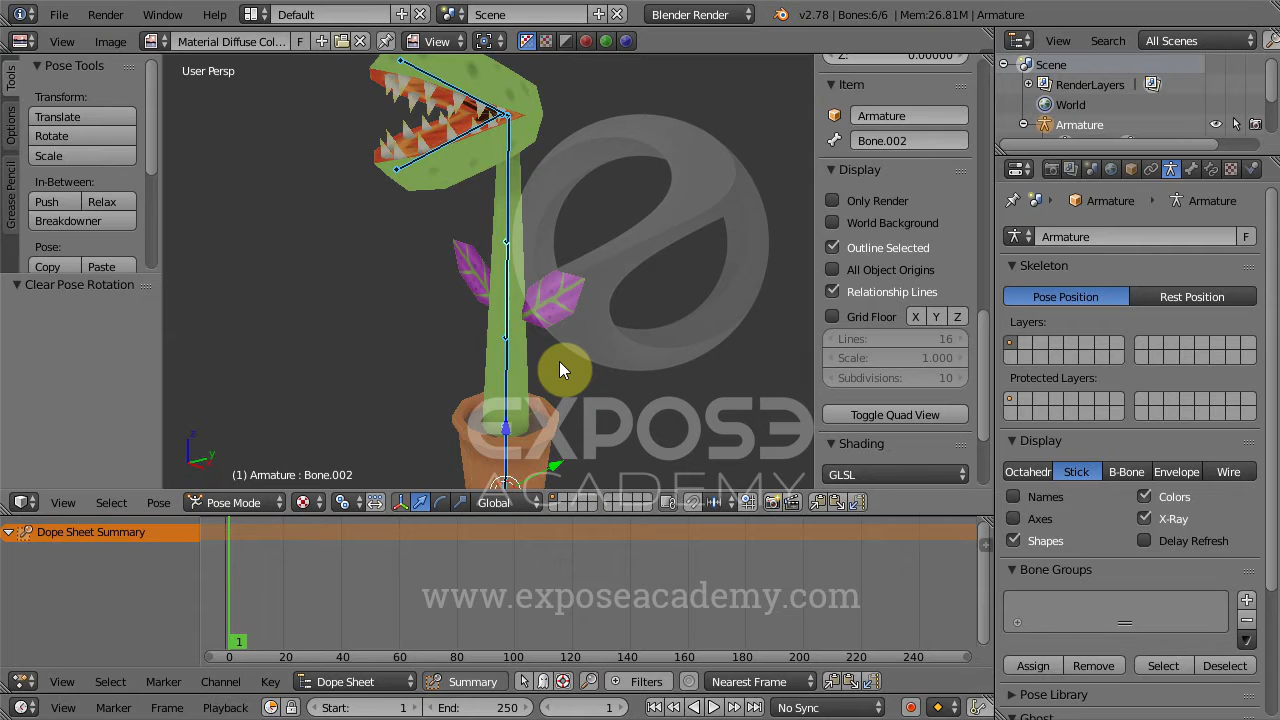 File Render Window Help Default Scene Blender Render v2.78 | Bones:6/6 | Mem:26.81M | Armature
View Image Material Diffuse Col... F View View Search All Scenes
Tools
Options
Grease Pencil
Pose Tools
Transform:
Translate
Rotate
Scale
In-Between:
Push Relax
Breakdowner
Pose:
Copy Paste
Clear Pose Rotation
User Persp
(1) Armature : Bone.002
Z: 0.00000
Item
Armature
Bone.002
Display
Only Render
World Background
Outline Selected
All Object Origins
Relationship Lines
Grid Floor X Y Z
Lines: 16
Scale: 1.000
Subdivisions: 10
Toggle Quad View
Shading
GLSL
Scene
RenderLayers
World
Armature
Armature Armature
Armature F
Skeleton
Pose Position Rest Position
Layers:
Protected Layers:
Display
Octahedr Stick B-Bone Envelope Wire
Names Colors
Axes X-Ray
Shapes Delay Refresh
Bone Groups
Assign Remove Select Deselect
Pose Library
Ghost
EXPOSE
ACADEMY
View Select Pose Pose Mode Global
Dope Sheet Summary
www.exposeacademy.com
1
0 20 40 60 80 100 120 140 160 180 200 220 240
View Select Marker Channel Key Dope Sheet Summary Filters Nearest Frame
View Marker Frame Playback Start: 1 End: 250 1 No Sync